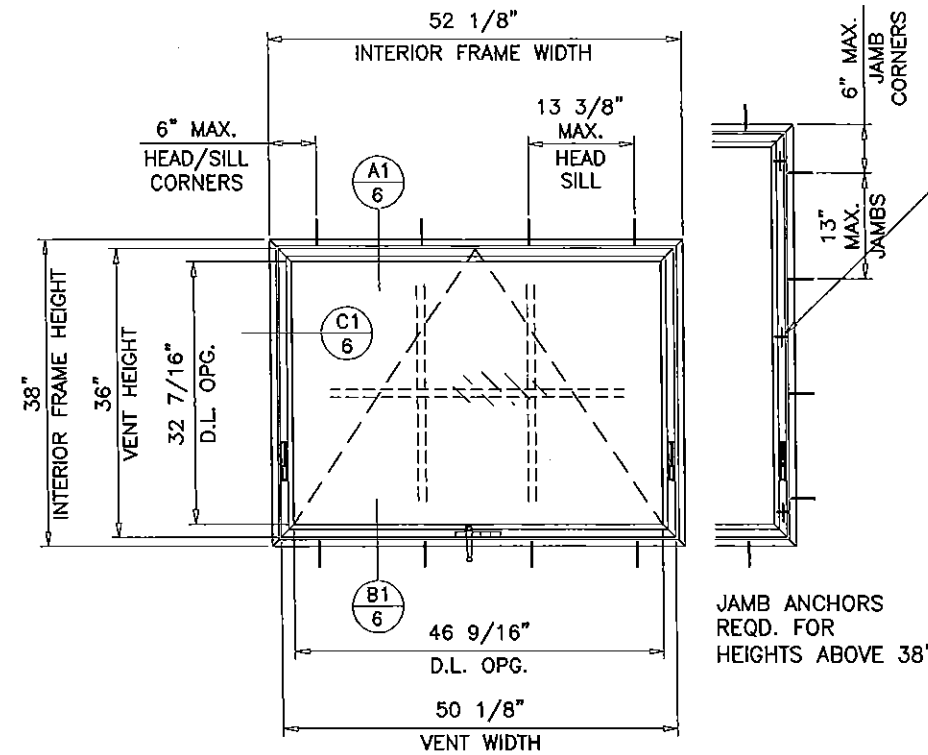 52 1/8"
INTERIOR FRAME WIDTH
6" MAX.
HEAD/SILL
CORNERS
13 3/8"
MAX.
HEAD
SILL
6" MAX.
JAMB
CORNERS
13"
MAX.
JAMBS
A1
6
C1
6
38"
INTERIOR FRAME HEIGHT
36"
VENT HEIGHT
32 7/16"
D.L. OPG.
B1
6
46 9/16"
D.L. OPG.
50 1/8"
VENT WIDTH
JAMB ANCHORS
REQD. FOR
HEIGHTS ABOVE 38"